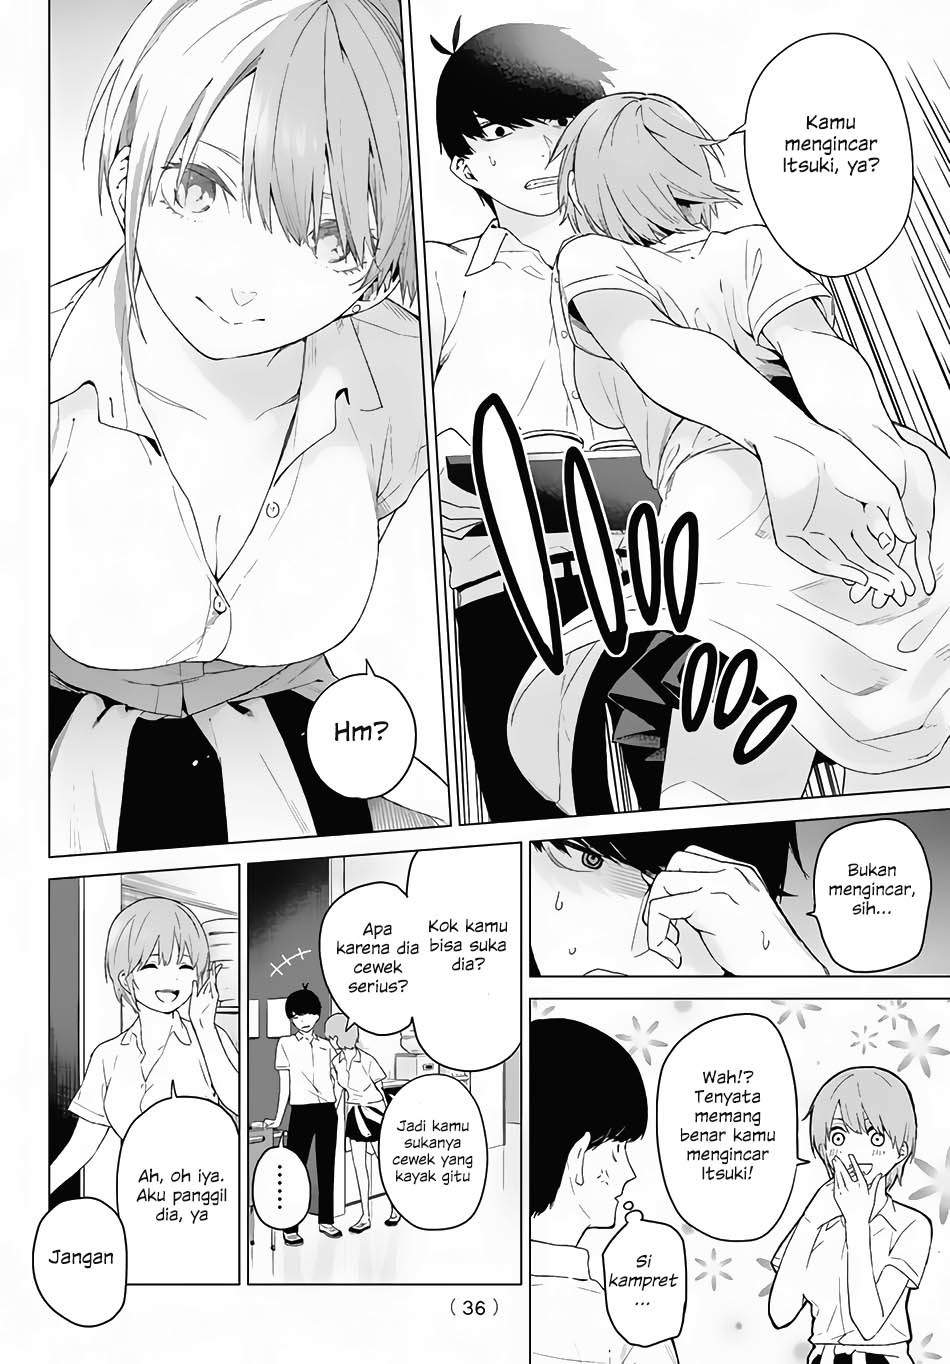 Kamu
mengincar
Itsuki, ya?
Hm?
Bukan
mengincar,
sih...
Wah!?
Tenyata
memang
benar kamu
mengincar
Itsuki!
Si
kampret
...
Kok kamu
bisa suka
dia?
Apa
karena dia
cewek
serius?
Jadi kamu
sukanya
cewek yang
kayak gitu
......
Ah, oh iya.
Aku panggil
dia, ya
Jangan
( 36 )